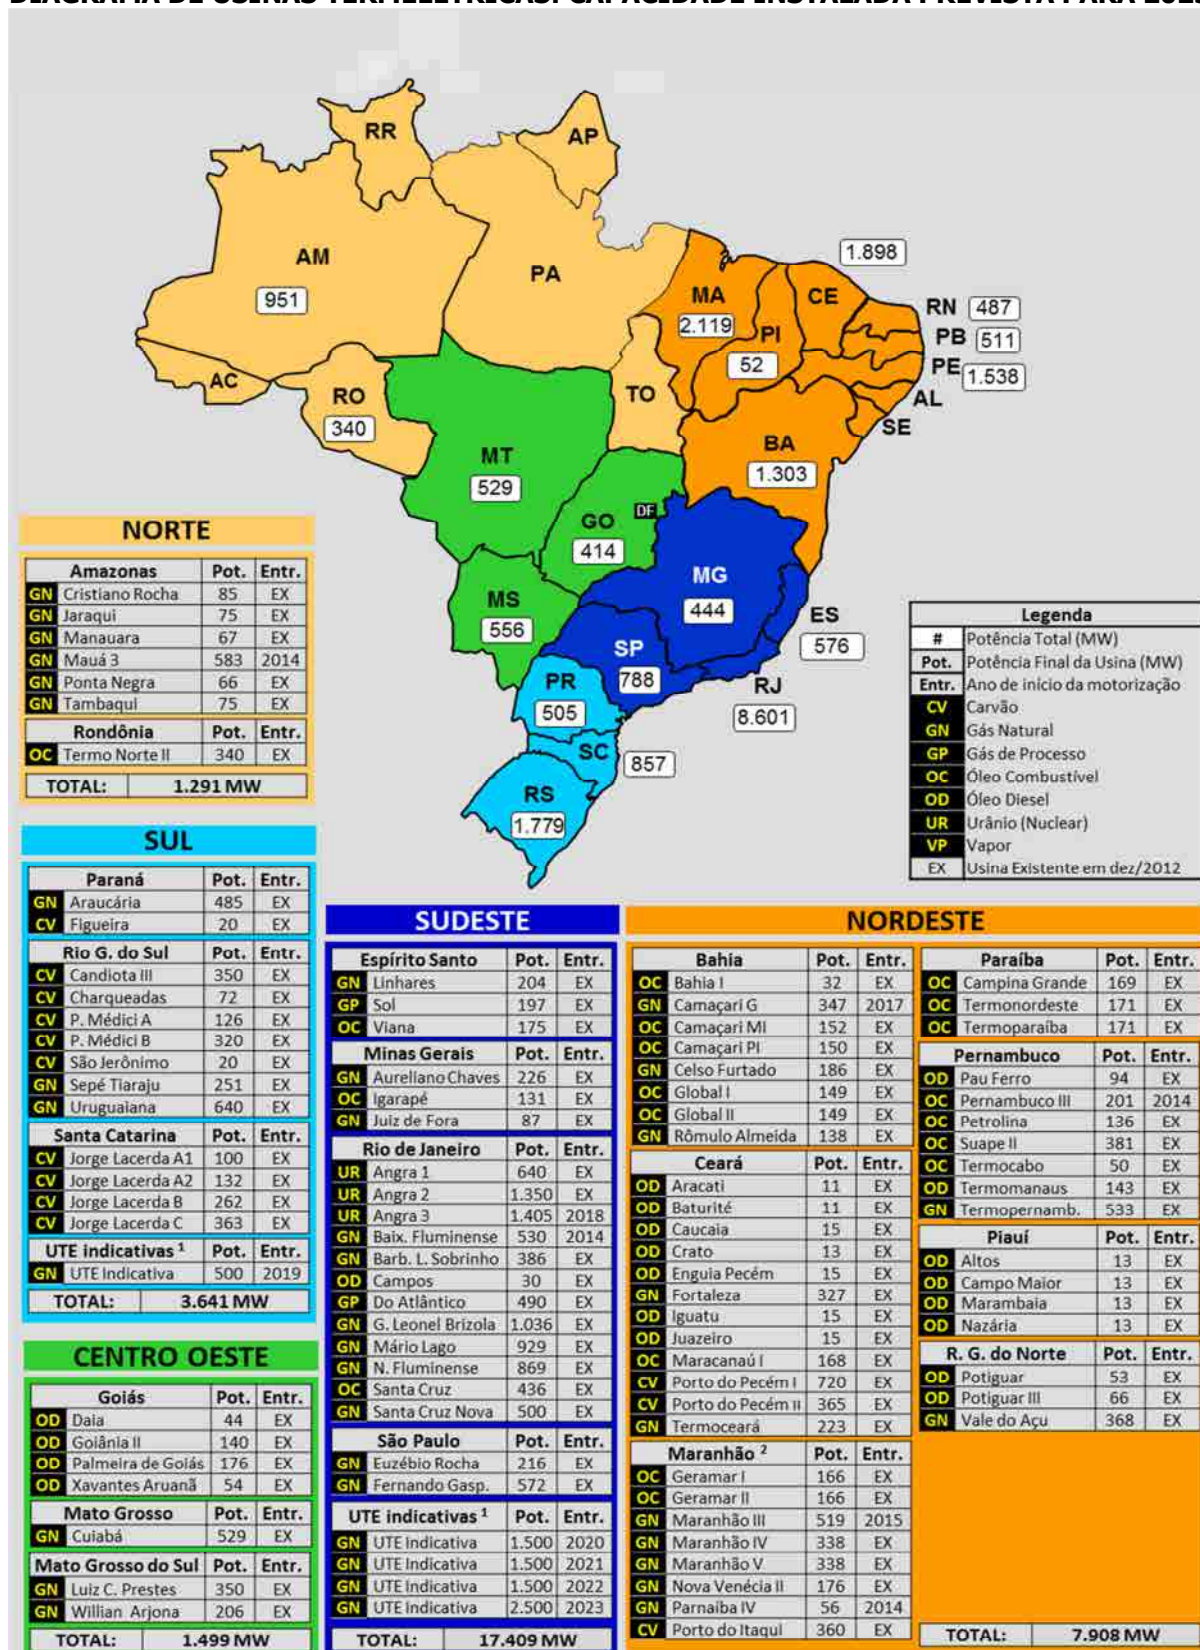 DIAGRAMA DE USINAS TERMELÉTRICAS: CAPACIDADE INSTALADA PREVISTA PARA 2023
RR
AP
AM
951
PA
1.898
MA
2.119
CE
RN 487
PB 511
PI
52
PE 1.538
AC
RO
340
TO
AL
SE
MT
529
BA
1.303
GO
DF
414
MG
444
MS
556
ES
576
SP
788
RJ
8.601
PR
505
SC
857
RS
1.779
Legenda
# Potência Total (MW)
Pot. Potência Final da Usina (MW)
Entr. Ano de início da motorização
CV Carvão
GN Gás Natural
GP Gás de Processo
OC Óleo Combustível
OD Óleo Diesel
UR Urânio (Nuclear)
VP Vapor
EX Usina Existente em dez/2012
NORTE
Amazonas Pot. Entr.
GN Cristiano Rocha 85 EX
GN Jaraqui 75 EX
GN Manauara 67 EX
GN Mauá 3 583 2014
GN Ponta Negra 66 EX
GN Tambaqui 75 EX
Rondônia Pot. Entr.
OC Termo Norte II 340 EX
TOTAL: 1.291 MW
SUL
Paraná Pot. Entr.
GN Araucária 485 EX
CV Figueira 20 EX
Rio G. do Sul Pot. Entr.
CV Candiota III 350 EX
CV Charqueadas 72 EX
CV P. Médici A 126 EX
CV P. Médici B 320 EX
CV São Jerônimo 20 EX
GN Sepé Tiaraju 251 EX
GN Uruguaiana 640 EX
Santa Catarina Pot. Entr.
CV Jorge Lacerda A1 100 EX
CV Jorge Lacerda A2 132 EX
CV Jorge Lacerda B 262 EX
CV Jorge Lacerda C 363 EX
UTE indicativas ¹ Pot. Entr.
GN UTE Indicativa 500 2019
TOTAL: 3.641 MW
CENTRO OESTE
Goiás Pot. Entr.
OD Daia 44 EX
OD Goiânia II 140 EX
OD Palmeira de Goiás 176 EX
OD Xavantes Aruanã 54 EX
Mato Grosso Pot. Entr.
GN Cuiabá 529 EX
Mato Grosso do Sul Pot. Entr.
GN Luiz C. Prestes 350 EX
GN Willian Arjona 206 EX
TOTAL: 1.499 MW
SUDESTE
Espírito Santo Pot. Entr.
GN Linhares 204 EX
GP Sol 197 EX
OC Viana 175 EX
Minas Gerais Pot. Entr.
GN Aureliano Chaves 226 EX
OC Igarapé 131 EX
GN Juiz de Fora 87 EX
Rio de Janeiro Pot. Entr.
UR Angra 1 640 EX
UR Angra 2 1.350 EX
UR Angra 3 1.405 2018
GN Baix. Fluminense 530 2014
GN Barb. L. Sobrinho 386 EX
OD Campos 30 EX
GP Do Atlântico 490 EX
GN G. Leonel Brizola 1.036 EX
GN Mário Lago 929 EX
GN N. Fluminense 869 EX
OC Santa Cruz 436 EX
GN Santa Cruz Nova 500 EX
São Paulo Pot. Entr.
GN Euzébio Rocha 216 EX
GN Fernando Gasp. 572 EX
UTE indicativas ¹ Pot. Entr.
GN UTE Indicativa 1.500 2020
GN UTE Indicativa 1.500 2021
GN UTE Indicativa 1.500 2022
GN UTE Indicativa 2.500 2023
TOTAL: 17.409 MW
NORDESTE
Bahia Pot. Entr.
OC Bahia I 32 EX
GN Camaçari G 347 2017
OC Camaçari MI 152 EX
OC Camaçari PI 150 EX
GN Celso Furtado 186 EX
OC Global I 149 EX
OC Global II 149 EX
GN Rômulo Almeida 138 EX
Ceará Pot. Entr.
OD Aracati 11 EX
OD Baturité 11 EX
OD Caucaia 15 EX
OD Crato 13 EX
OD Enguia Pecém 15 EX
GN Fortaleza 327 EX
OD Iguatu 15 EX
OD Juazeiro 15 EX
OC Maracanaú I 168 EX
CV Porto do Pecém I 720 EX
CV Porto do Pecém II 365 EX
GN Termoceará 223 EX
Maranhão ² Pot. Entr.
OC Geramar I 166 EX
OC Geramar II 166 EX
GN Maranhão III 519 2015
GN Maranhão IV 338 EX
GN Maranhão V 338 EX
GN Nova Venécia II 176 EX
GN Parnaíba IV 56 2014
CV Porto do Itaqui 360 EX
Paraíba Pot. Entr.
OC Campina Grande 169 EX
OC Termonordeste 171 EX
OC Termoparaíba 171 EX
Pernambuco Pot. Entr.
OD Pau Ferro 94 EX
OC Pernambuco III 201 2014
OC Petrolina 136 EX
OC Suape II 381 EX
OC Termocabo 50 EX
OD Termomanaus 143 EX
GN Termopernamb. 533 EX
Piauí Pot. Entr.
OD Altos 13 EX
OD Campo Maior 13 EX
OD Marambaia 13 EX
OD Nazária 13 EX
R. G. do Norte Pot. Entr.
OD Potiguar 53 EX
OD Potiguar III 66 EX
GN Vale do Açu 368 EX
TOTAL: 7.908 MW